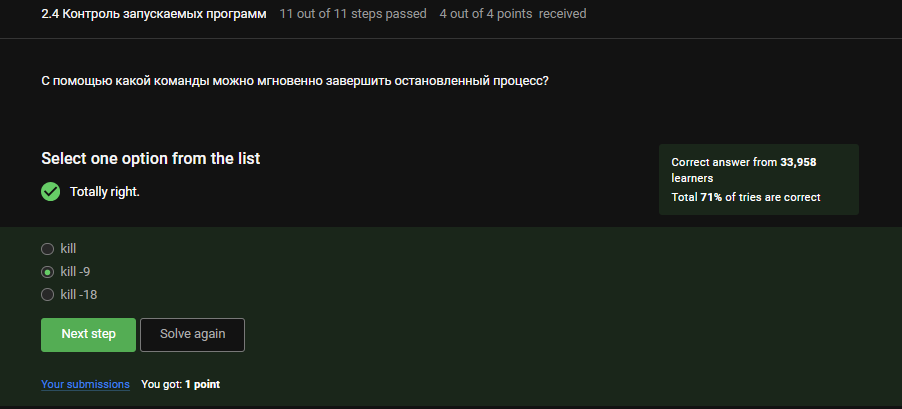 2.4 Контроль запускаемых программ 11 out of 11 steps passed 4 out of 4 points received
С помощью какой команды можно мгновенно завершить остановленный процесс?
Select one option from the list
Totally right.
Correct answer from 33,958
learners
Total 71% of tries are correct
kill
kill -9
kill -18
Next step Solve again
Your submissions You got: 1 point